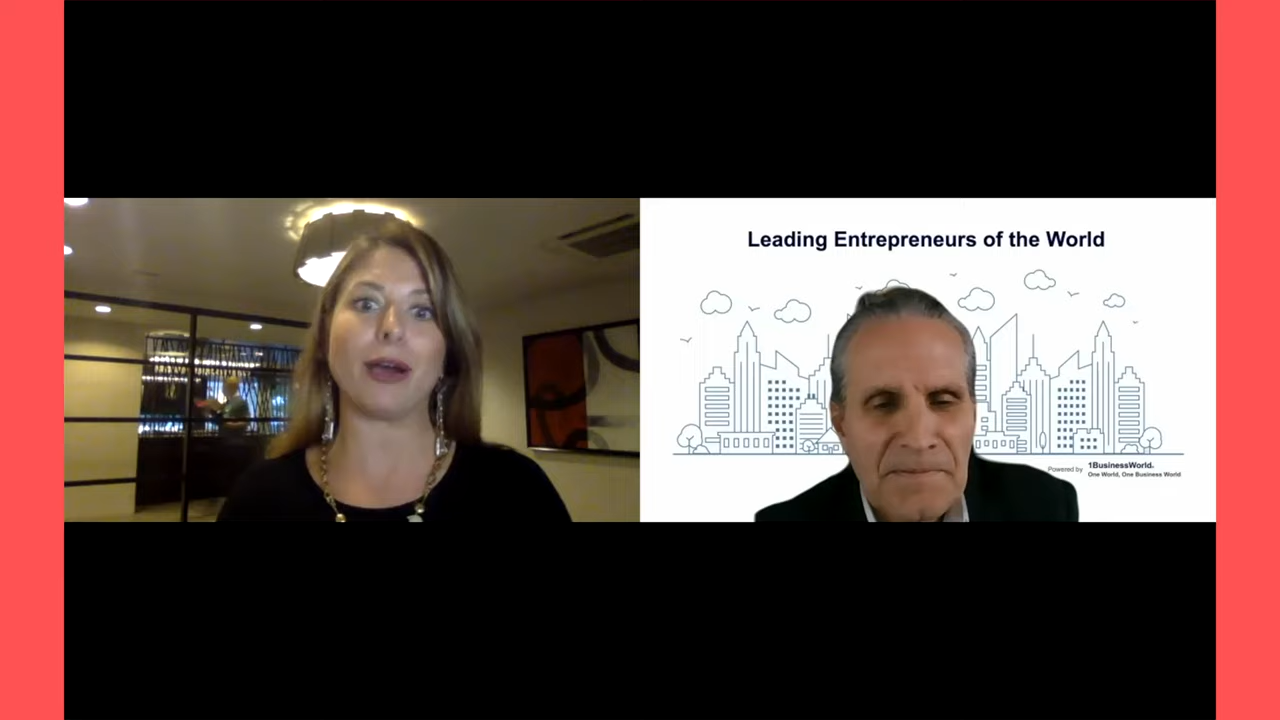 Leading Entrepreneurs of the World
Powered by
1BusinessWorld.
One World, One Business World